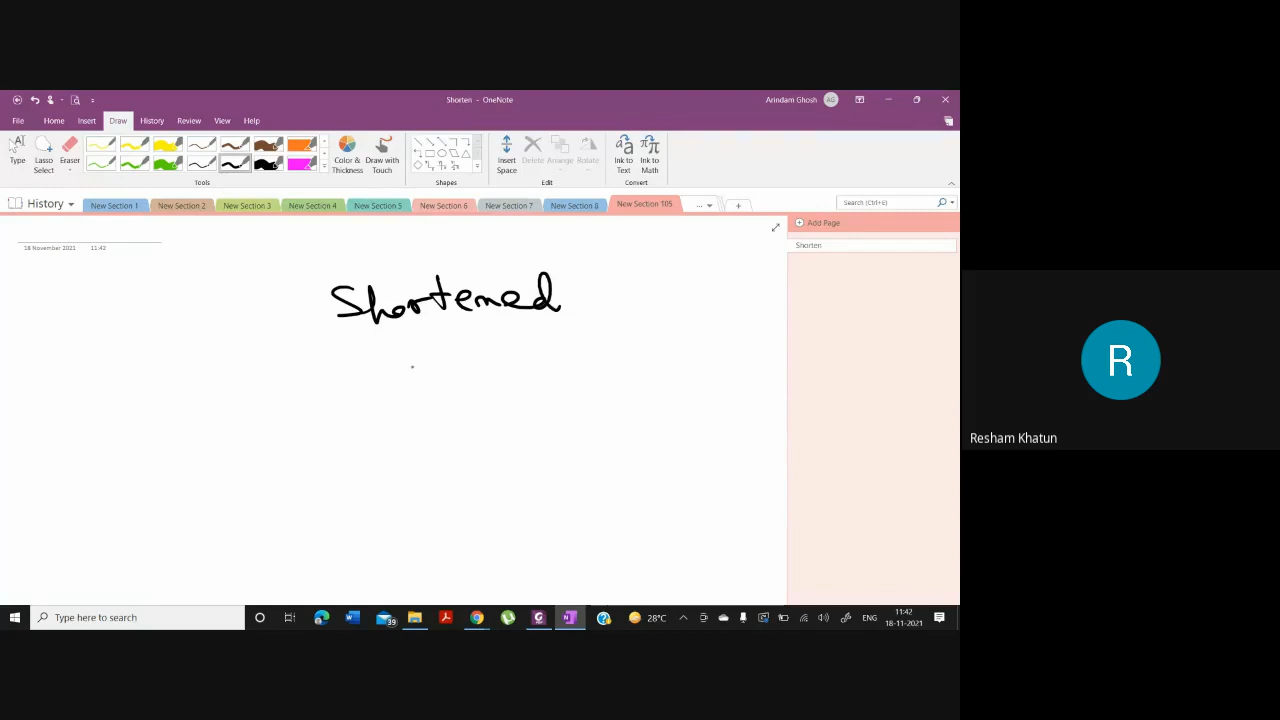 Shorten - OneNote
Arindam Ghosh
AG
File Home Insert Draw History Review View Help
Type
Lasso Select
Eraser
Color & Thickness
Draw with Touch
Insert Space
Delete
Arrange
Rotate
Ink to Text
Ink to Math
Tools
Shapes
Edit
Convert
History
New Section 1
New Section 2
New Section 3
New Section 4
New Section 5
New Section 6
New Section 7
New Section 8
New Section 105
...
Search (Ctrl+E)
Add Page
Shorten
18 November 2021 11:42
Shortened
R
Resham Khatun
Type here to search
39
28°C
ENG
11:42
18-11-2021